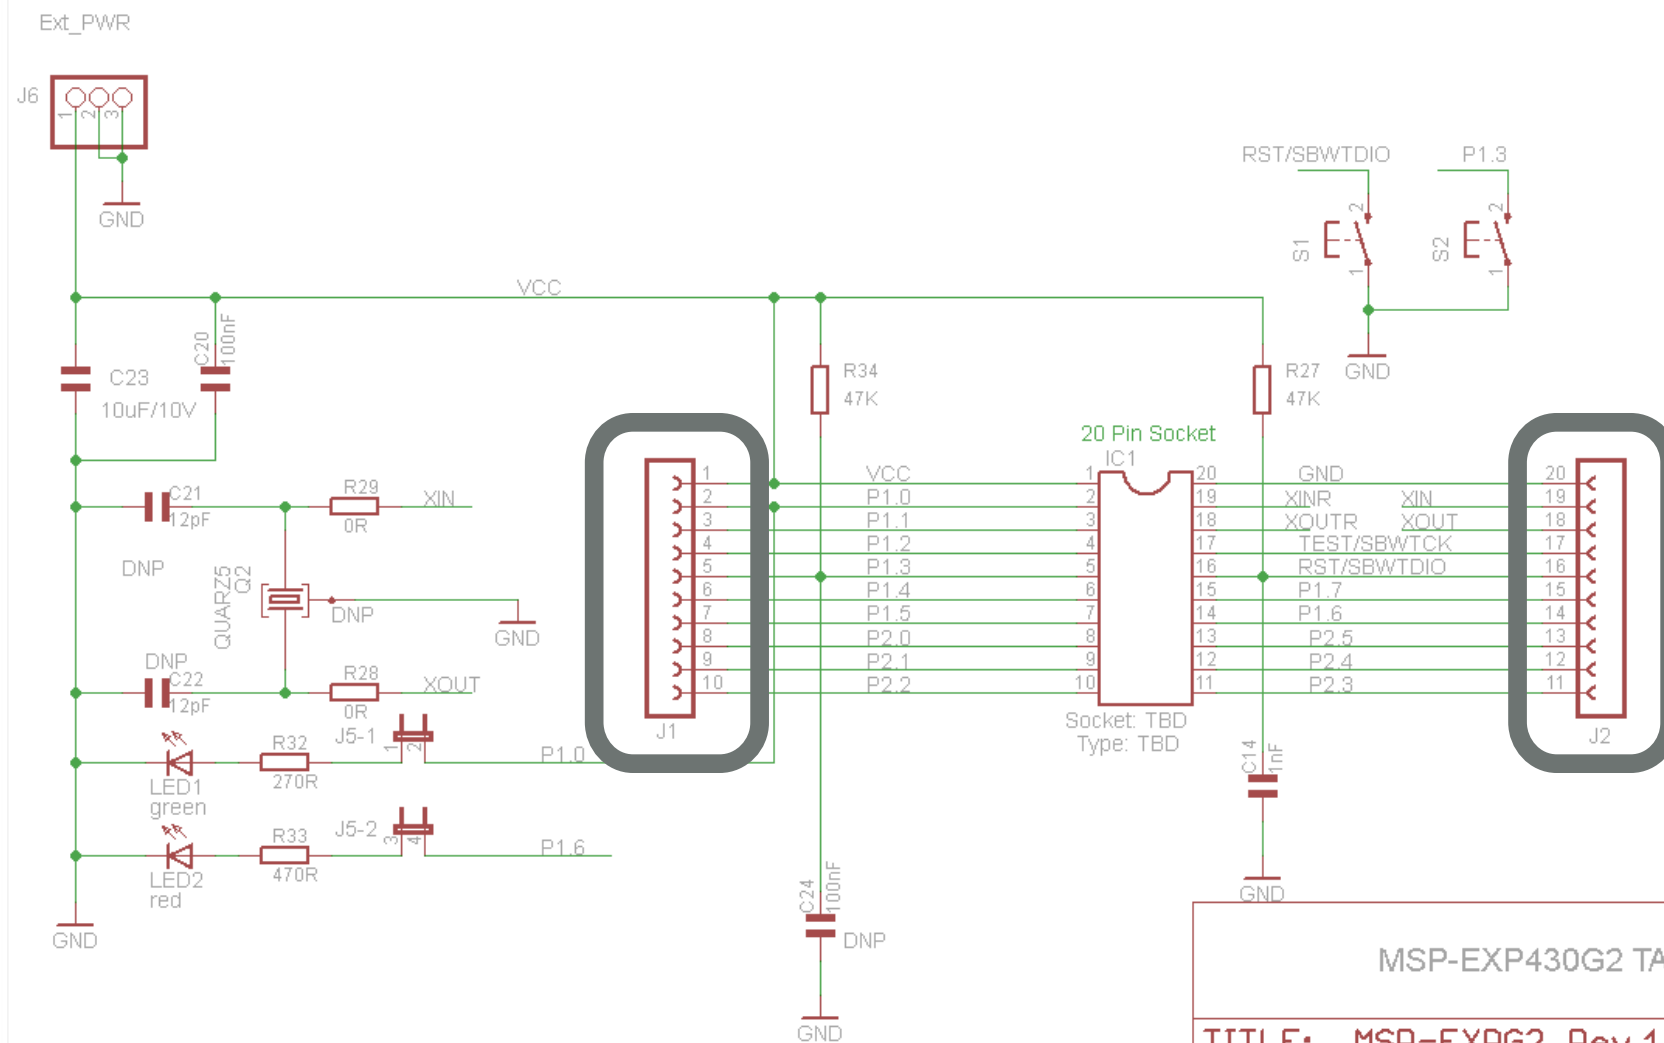 Ext_PWR
J6
1
2
3
GND
RST/SBWTDIO
P1.3
S1
2
1
S2
2
1
GND
VCC
C23
10uF/10V
C20
100nF
R34
47K
R27
47K
C21
12pF
DNP
R29
0R
XIN
QUARZ5
Q2
DNP
GND
DNP
C22
12pF
R28
0R
XOUT
LED1
green
R32
270R
J5-1
1
2
P1.0
LED2
red
R33
470R
J5-2
3
4
P1.6
GND
20 Pin Socket
IC1
1 VCC 1 20 GND 20
2 P1.0 2 19 XINR XIN 19
3 P1.1 3 18 XOUTR XOUT 18
4 P1.2 4 17 TEST/SBWTCK 17
5 P1.3 5 16 RST/SBWTDIO 16
6 P1.4 6 15 P1.7 15
7 P1.5 7 14 P1.6 14
8 P2.0 8 13 P2.5 13
9 P2.1 9 12 P2.4 12
10 P2.2 10 11 P2.3 11
J1
Socket: TBD
Type: TBD
J2
C14
1nF
GND
C24
100nF
DNP
GND
MSP-EXP430G2 TA
TITLE: MSP-EXPG2 Rev 1